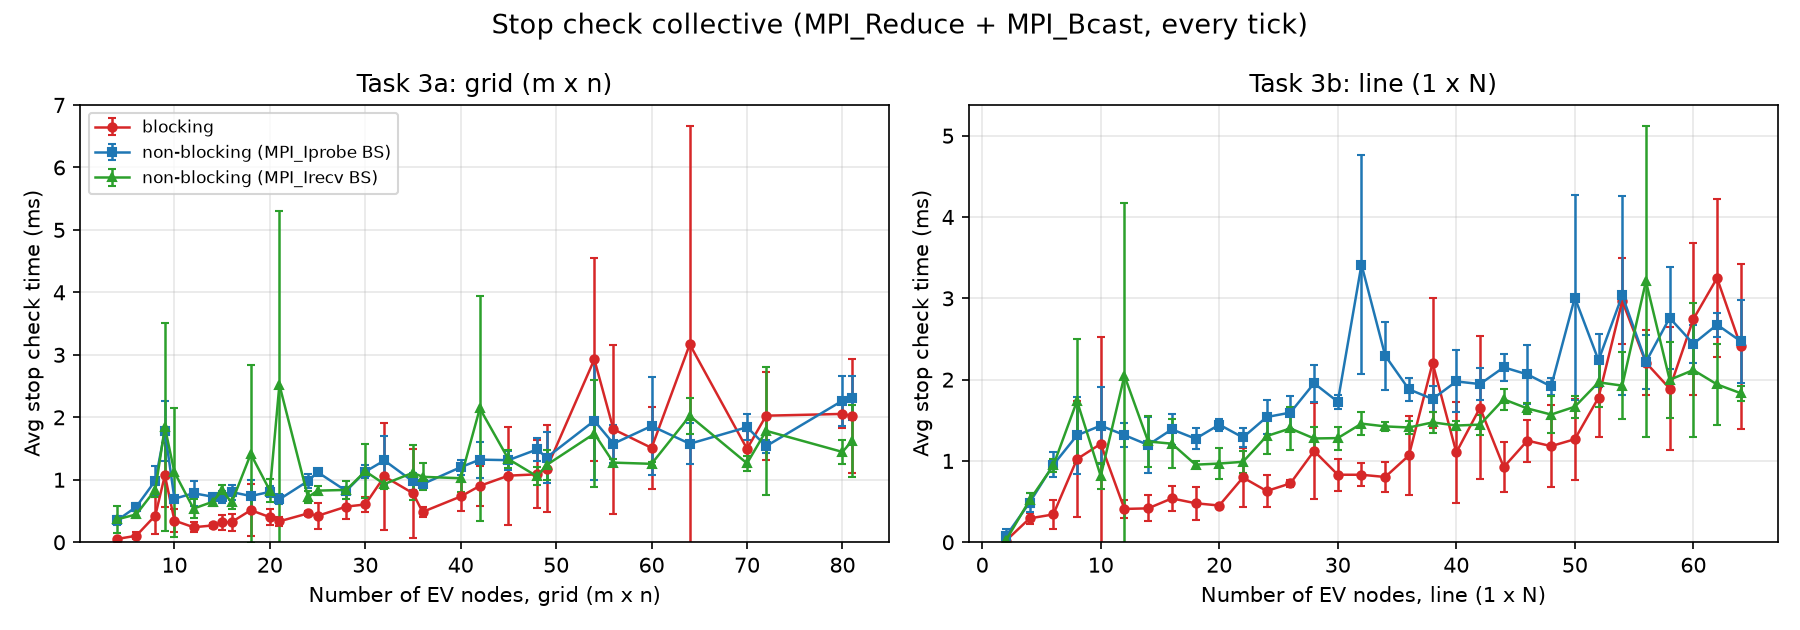 Stop check collective (MPI_Reduce + MPI_Bcast, every tick)
Task 3a: grid (m x n)
7
6
5
4
3
2
1
0
Avg stop check time (ms)
blocking
non-blocking (MPI_Iprobe BS)
non-blocking (MPI_Irecv BS)
10 20 30 40 50 60 70 80
Number of EV nodes, grid (m x n)
Task 3b: line (1 x N)
5
4
3
2
1
0
Avg stop check time (ms)
0 10 20 30 40 50 60
Number of EV nodes, line (1 x N)